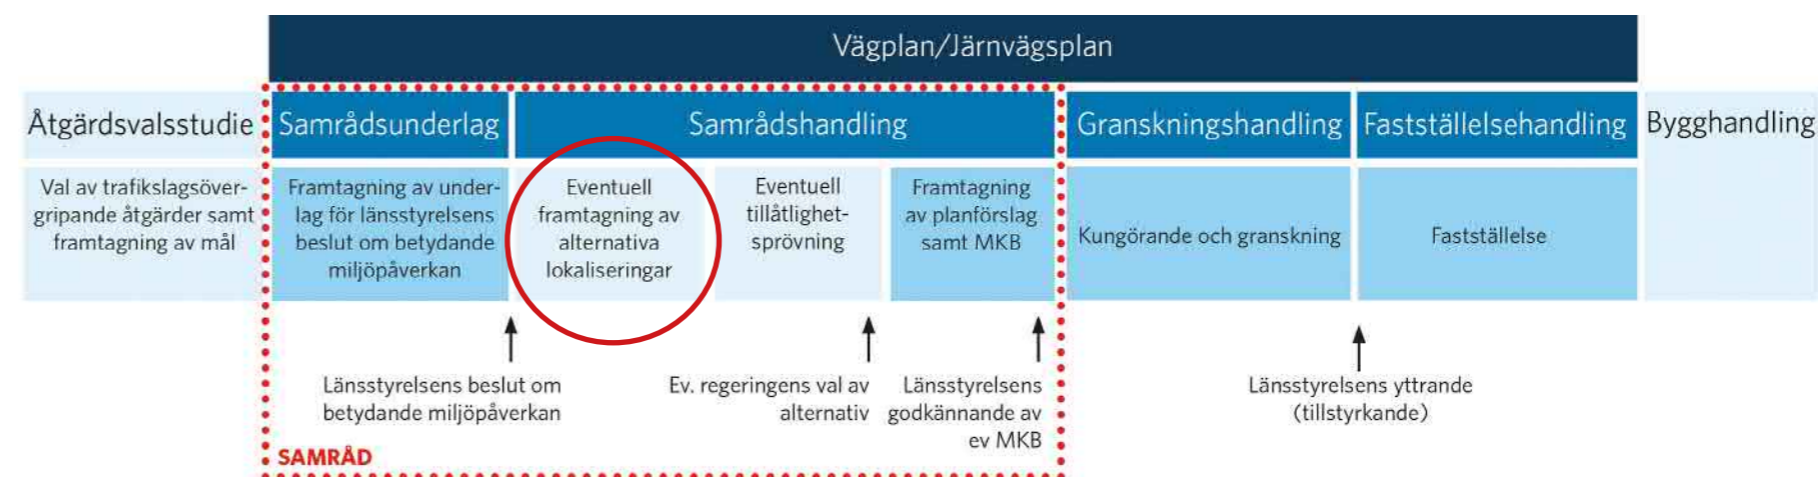 Vägplan/Järnvägsplan
Åtgärdsvalsstudie
Samrådsunderlag
Samrådshandling
Granskningshandling
Fastställelsehandling
Bygghandling
Val av trafikslagsöver-
gripande åtgärder samt
framtagning av mål
Framtagning av under-
lag för länsstyrelsens
beslut om betydande
miljöpåverkan
Eventuell
framtagning av
alternativa
lokaliseringar
Eventuell
tillåtlighet-
sprövning
Framtagning
av planförslag
samt MKB
Kungörande och granskning
Fastställelse
Länsstyrelsens beslut om
betydande miljöpåverkan
Ev. regeringens val av
alternativ
Länsstyrelsens
godkännande av
ev MKB
Länsstyrelsens yttrande
(tillstyrkande)
SAMRÅD